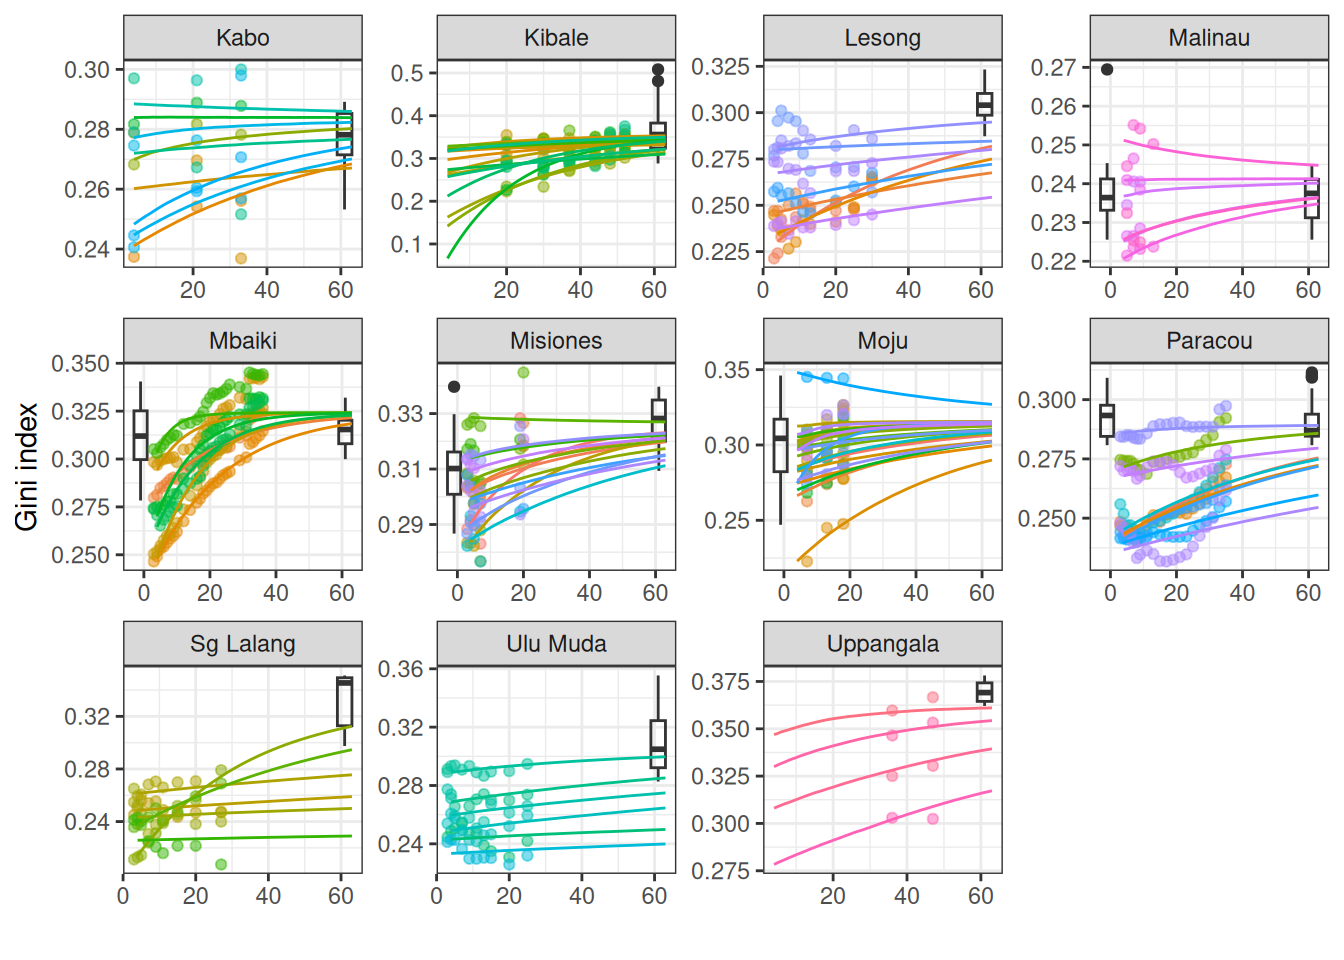 Kabo Kibale Lesong Malinau
0.30 0.28 0.26 0.24
0.5 0.4 0.3 0.2 0.1
0.325 0.300 0.275 0.250 0.225
0.27 0.26 0.25 0.24 0.23 0.22
20 40 60 20 40 60 0 20 40 60 0 20 40 60
Mbaiki Misiones Moju Paracou
0.350 0.325 0.300 0.275 0.250
0.33 0.31 0.29
0.35 0.30 0.25
0.300 0.275 0.250
0 20 40 60 0 20 40 60 0 20 40 60 0 20 40 60
Gini index
Sg Lalang Ulu Muda Uppangala
0.32 0.28 0.24
0.36 0.32 0.28 0.24
0.375 0.350 0.325 0.300 0.275
0 20 40 60 0 20 40 60 20 40 60